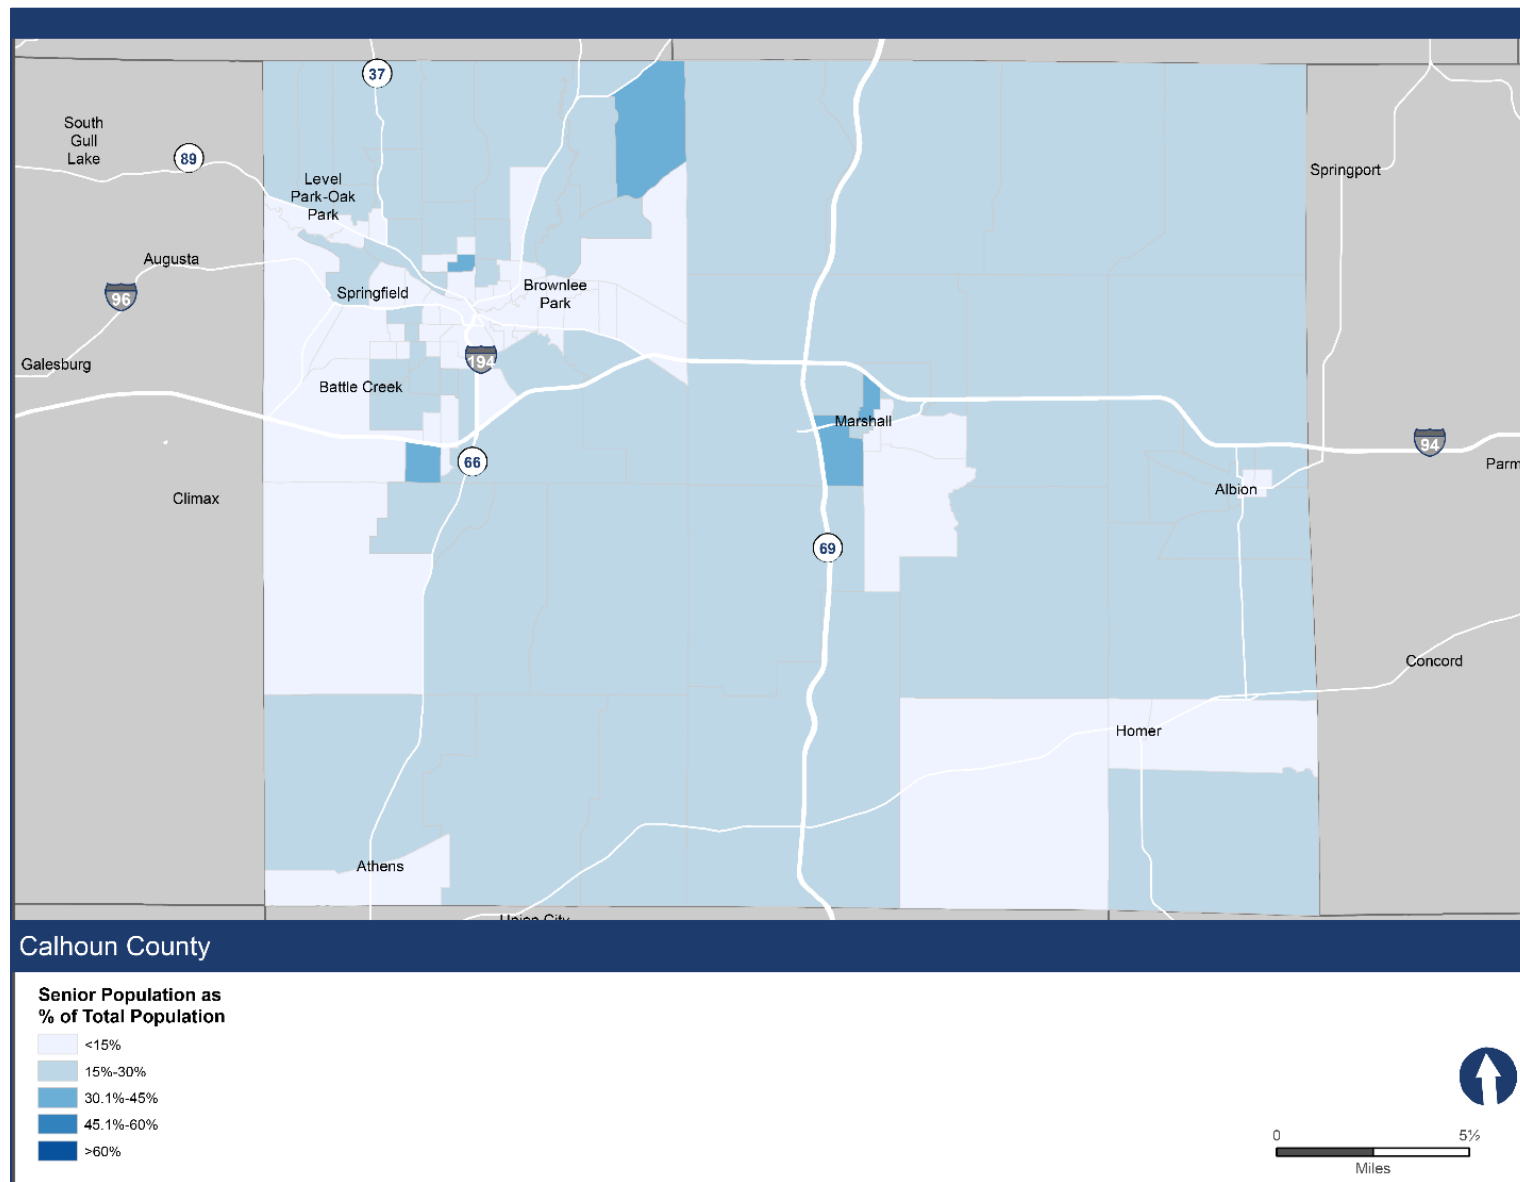 37
South
Gull
Lake
89
Springport
Level
Park-Oak
Park
Augusta
96
Springfield
Brownlee
Park
Galesburg
194
Battle Creek
Marshall
94
66
Parm
Climax
Albion
69
Concord
Homer
Athens
Union City
Calhoun County
Senior Population as
% of Total Population
<15%
15%-30%
30.1%-45%
45.1%-60%
>60%
0 5½
Miles